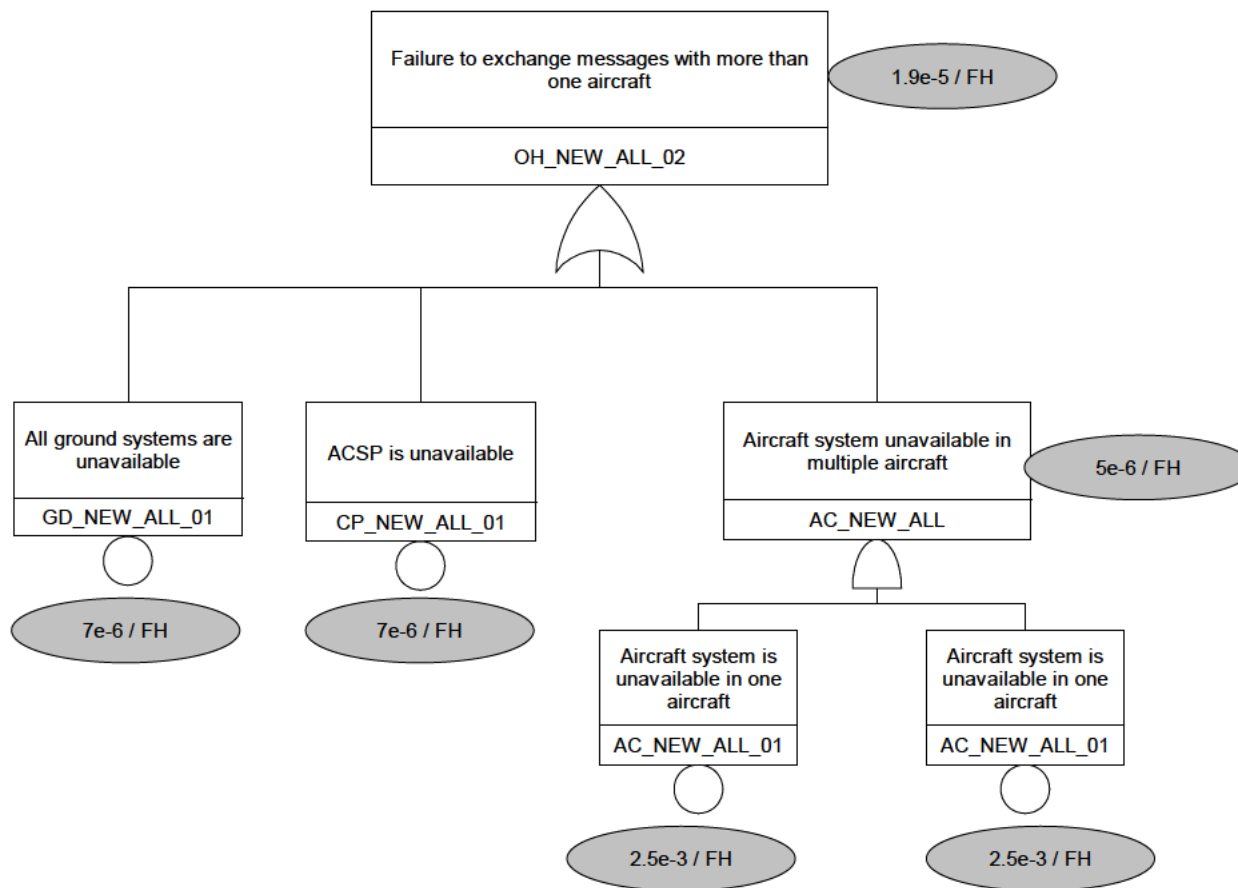 Failure to exchange messages with more than
one aircraft
1.9e-5 / FH
OH_NEW_ALL_02
All ground systems are
unavailable
GD_NEW_ALL_01
7e-6 / FH
ACSP is unavailable
CP_NEW_ALL_01
7e-6 / FH
Aircraft system unavailable in
multiple aircraft
5e-6 / FH
AC_NEW_ALL
Aircraft system is
unavailable in one
aircraft
AC_NEW_ALL_01
2.5e-3 / FH
Aircraft system is
unavailable in one
aircraft
AC_NEW_ALL_01
2.5e-3 / FH